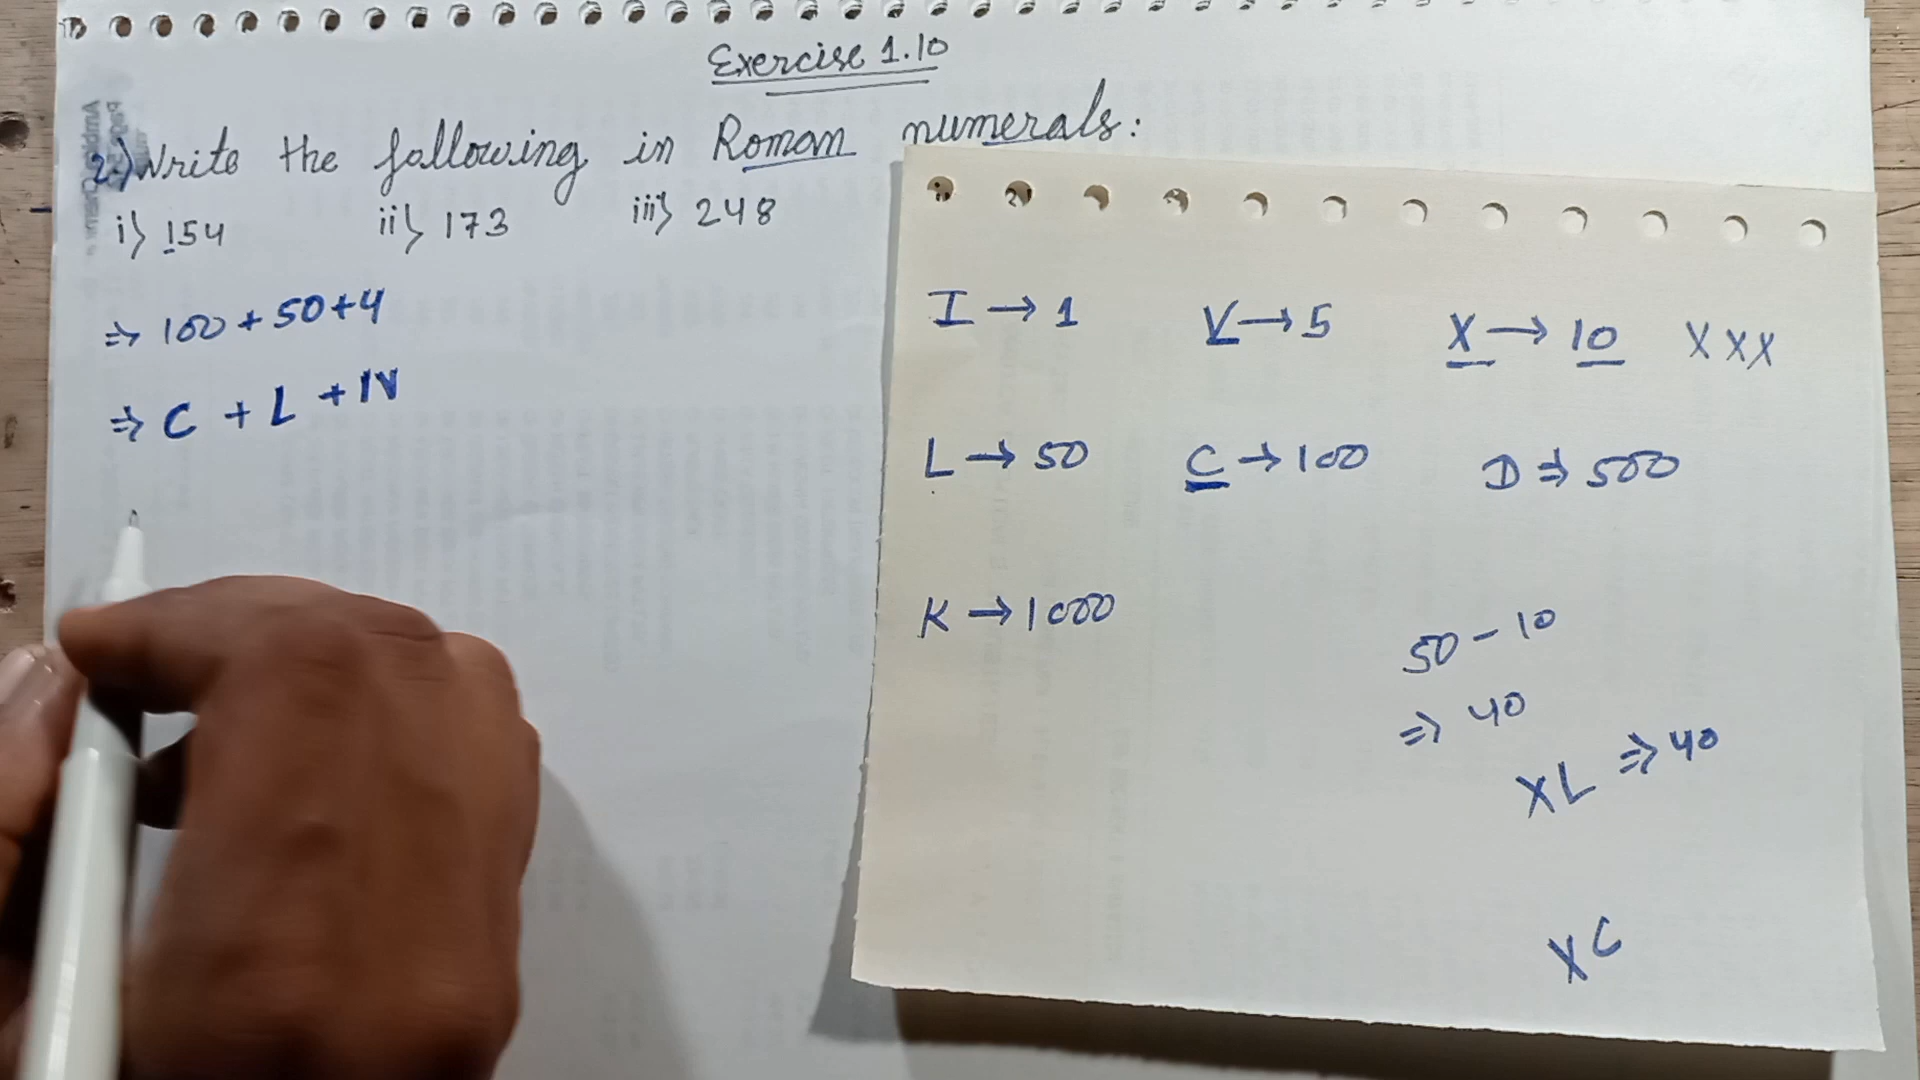 Exercise 1.10
2.) Write the following in Roman numerals:
i) 154 ii) 173 iii) 248
⇒ 100 + 50 + 4
⇒ C + L + IV
I → 1 V → 5 X → 10 XXX
L → 50 C → 100 D ⇒ 500
K → 1000
50 - 10
⇒ 40
XL ⇒ 40
XC